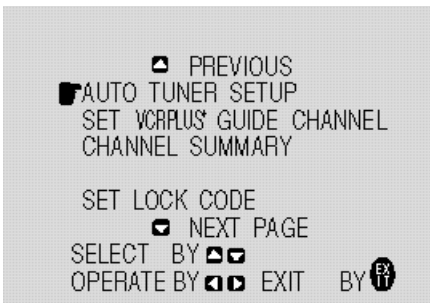 PREVIOUS
AUTO TUNER SETUP
SET VCRPLUS+ GUIDE CHANNEL
CHANNEL SUMMARY
SET LOCK CODE
NEXT PAGE
SELECT BY
OPERATE BY EXIT BY EXIT